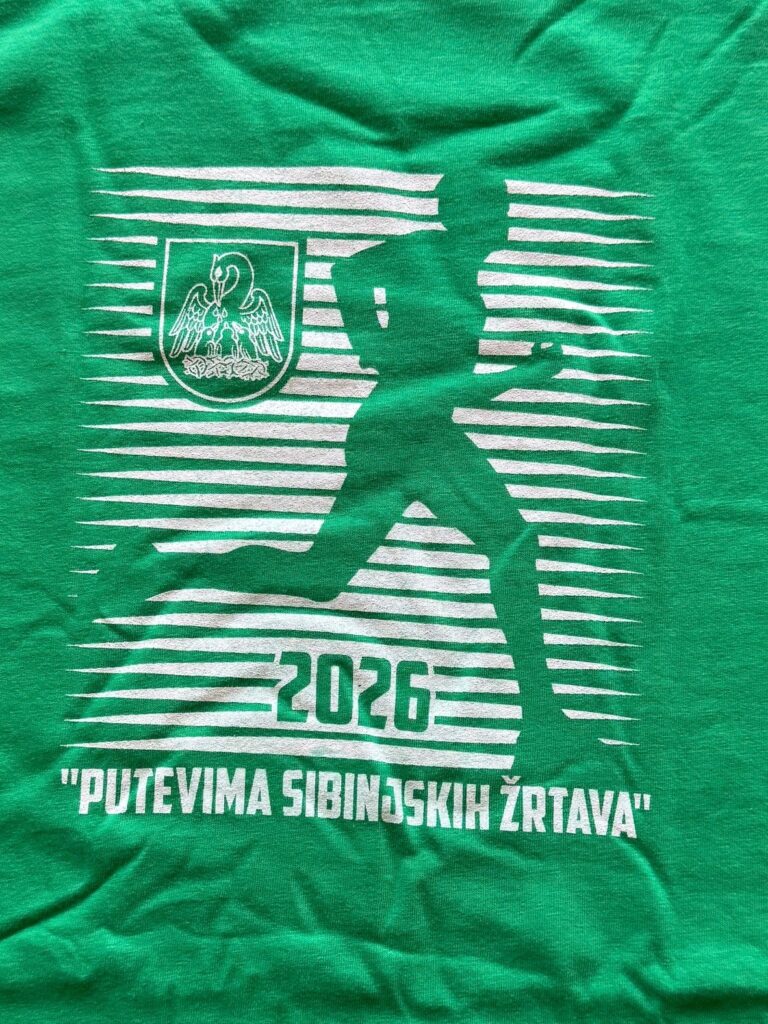 2026
"PUTEVIMA SIBINJSKIH ŽRTAVA"